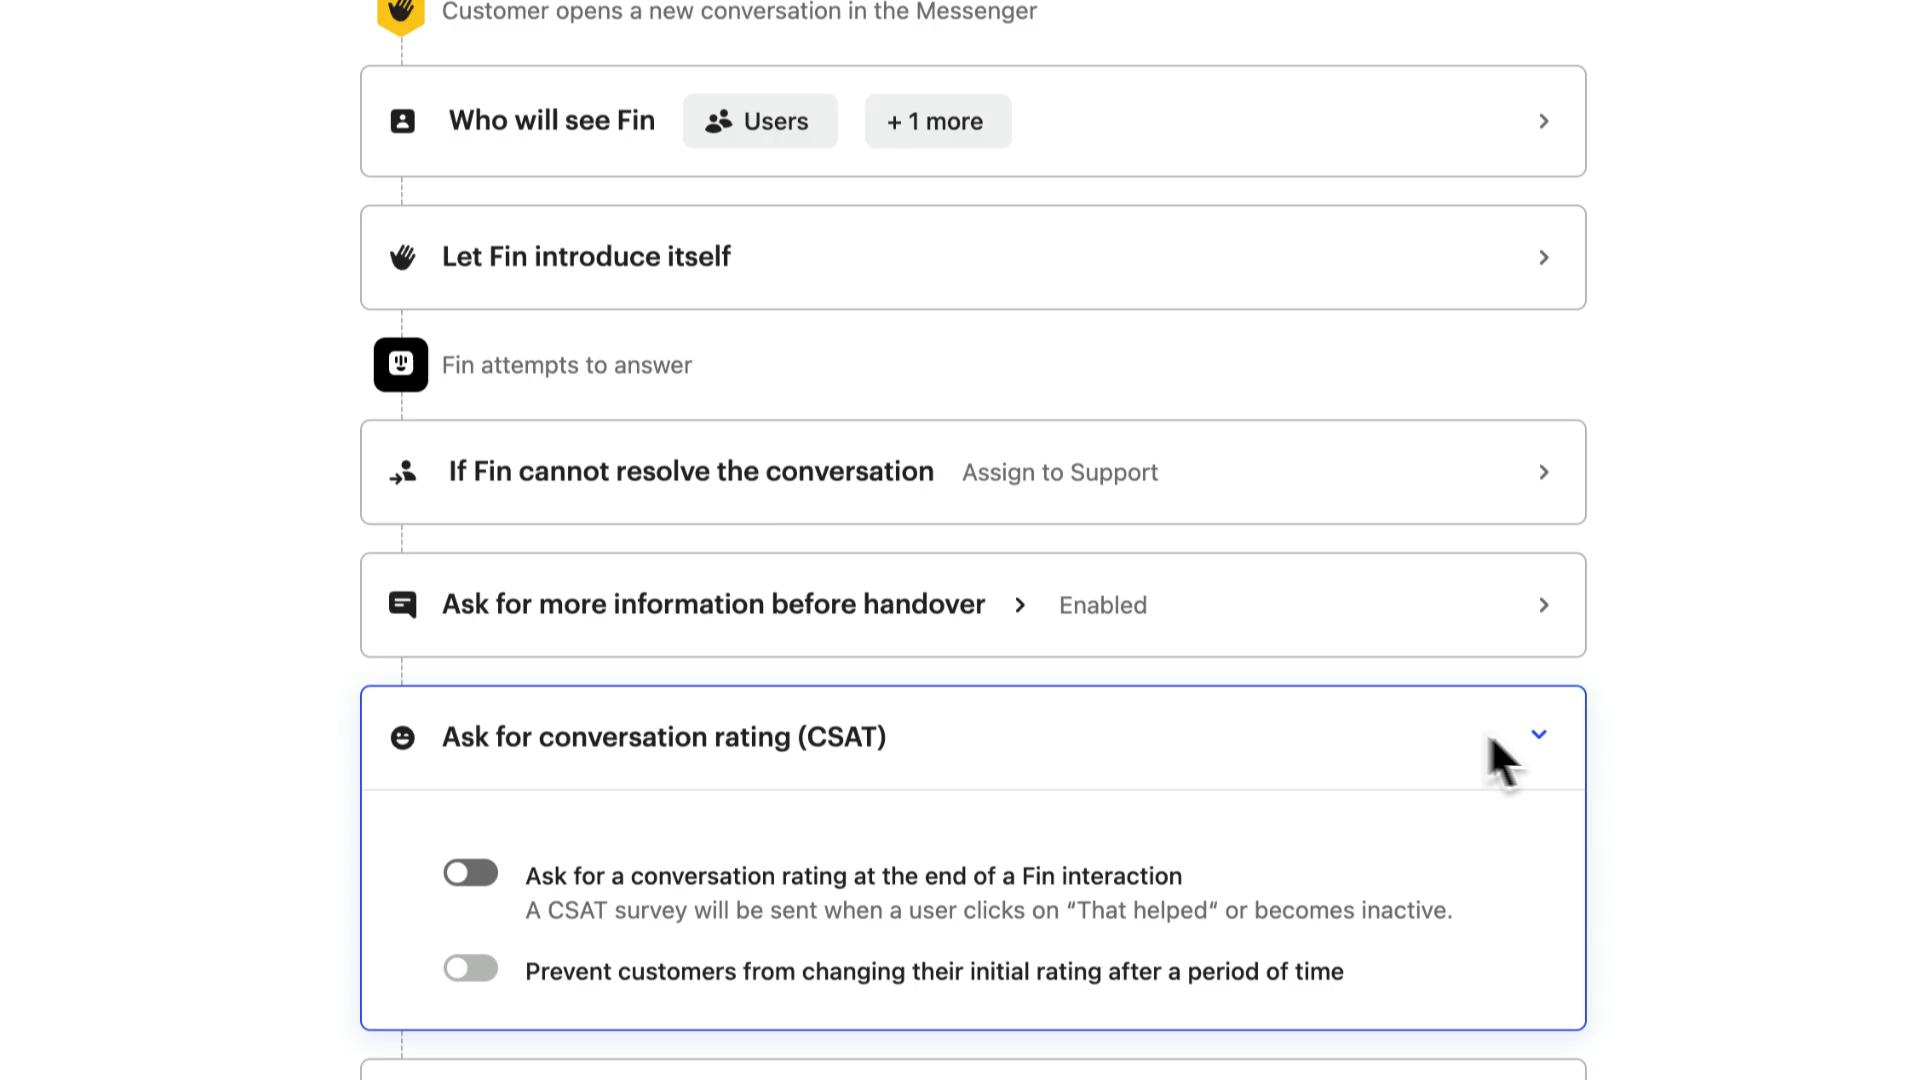 Customer opens a new conversation in the Messenger
Who will see Fin Users + 1 more
Let Fin introduce itself
Fin attempts to answer
If Fin cannot resolve the conversation Assign to Support
Ask for more information before handover Enabled
Ask for conversation rating (CSAT)
Ask for a conversation rating at the end of a Fin interaction
A CSAT survey will be sent when a user clicks on “That helped“ or becomes inactive.
Prevent customers from changing their initial rating after a period of time